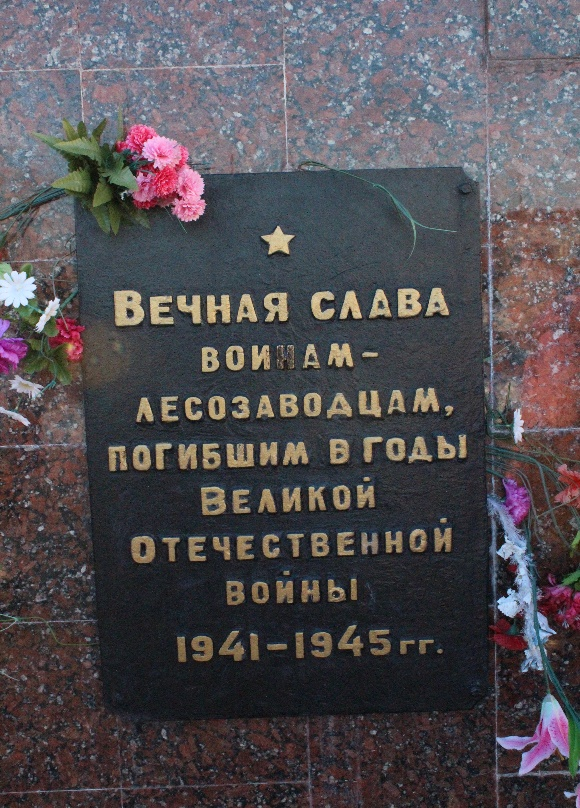 Вечная слава
воинам-
лесозаводцам,
погибшим в годы
Великой
Отечественной
войны
1941-1945 гг.